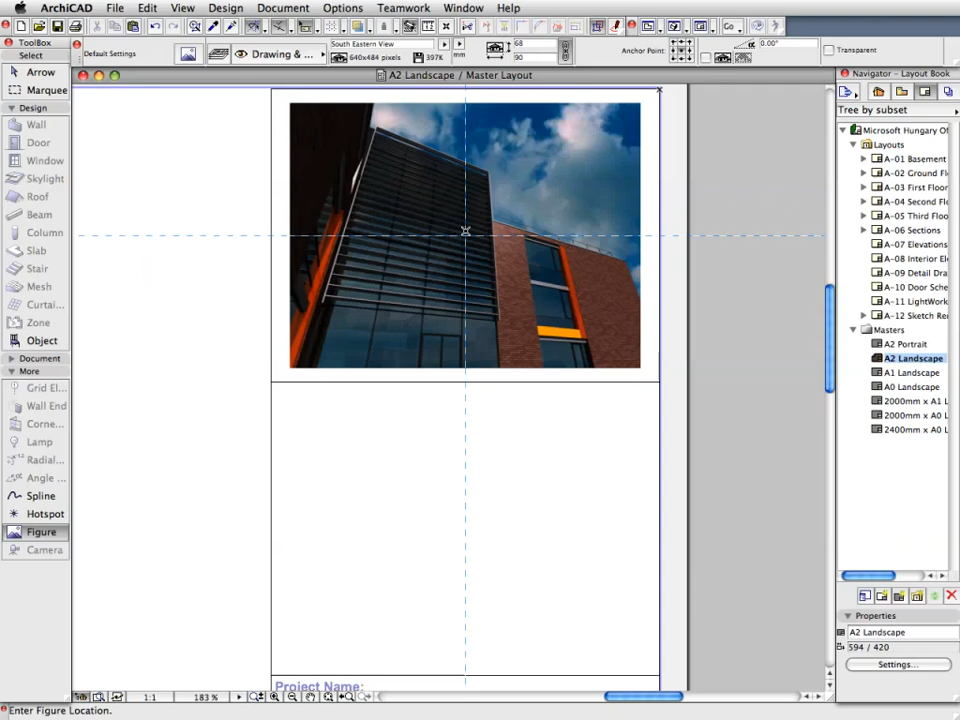 ArchiCAD File Edit View Design Document Options Teamwork Window Help
Go...
ToolBox
Select
Arrow
Marquee
Design
Wall
Door
Window
Skylight
Roof
Beam
Column
Slab
Stair
Mesh
Curtai...
Zone
Object
Document
More
Grid El...
Wall End
Corne...
Lamp
Radial...
Angle ...
Spline
Hotspot
Figure
Camera
Default Settings
Drawing & ...
South Eastern View
640x484 pixels
397%
mm
68
90
Anchor Point:
α 0.00°
Transparent
A2 Landscape / Master Layout
Project Name:
1:1
183 %
Enter Figure Location.
Navigator - Layout Book
Tree by subset
Microsoft Hungary Of
Layouts
A-01 Basement
A-02 Ground Fl
A-03 First Floor
A-04 Second Fl
A-05 Third Floo
A-06 Sections
A-07 Elevations
A-08 Interior El
A-09 Detail Dra
A-10 Door Sche
A-11 LightWork
A-12 Sketch Re
Masters
A2 Portrait
A2 Landscape
A1 Landscape
A0 Landscape
2000mm x A1 L
2000mm x A0 L
2400mm x A0 L
Properties
A2 Landscape
594 / 420
Settings...